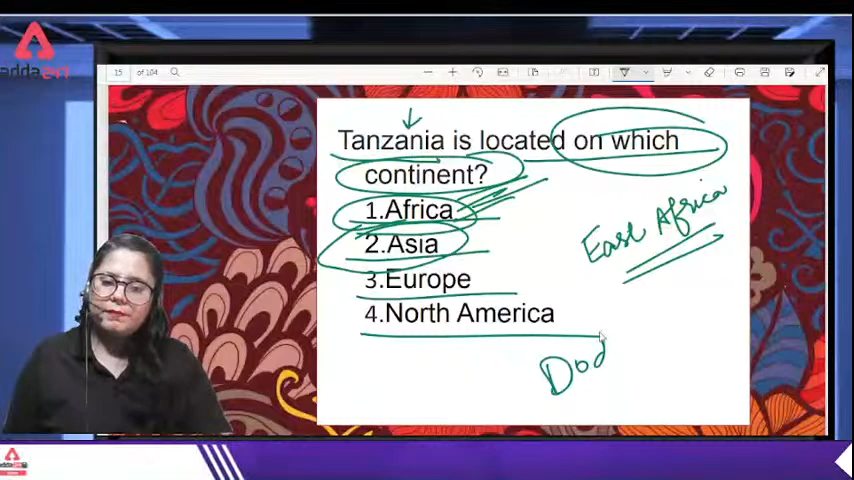 adda247
15 of 104
Tanzania is located on which
continent?
1.Africa
2.Asia
3.Europe
4.North America
East Africa
Dod